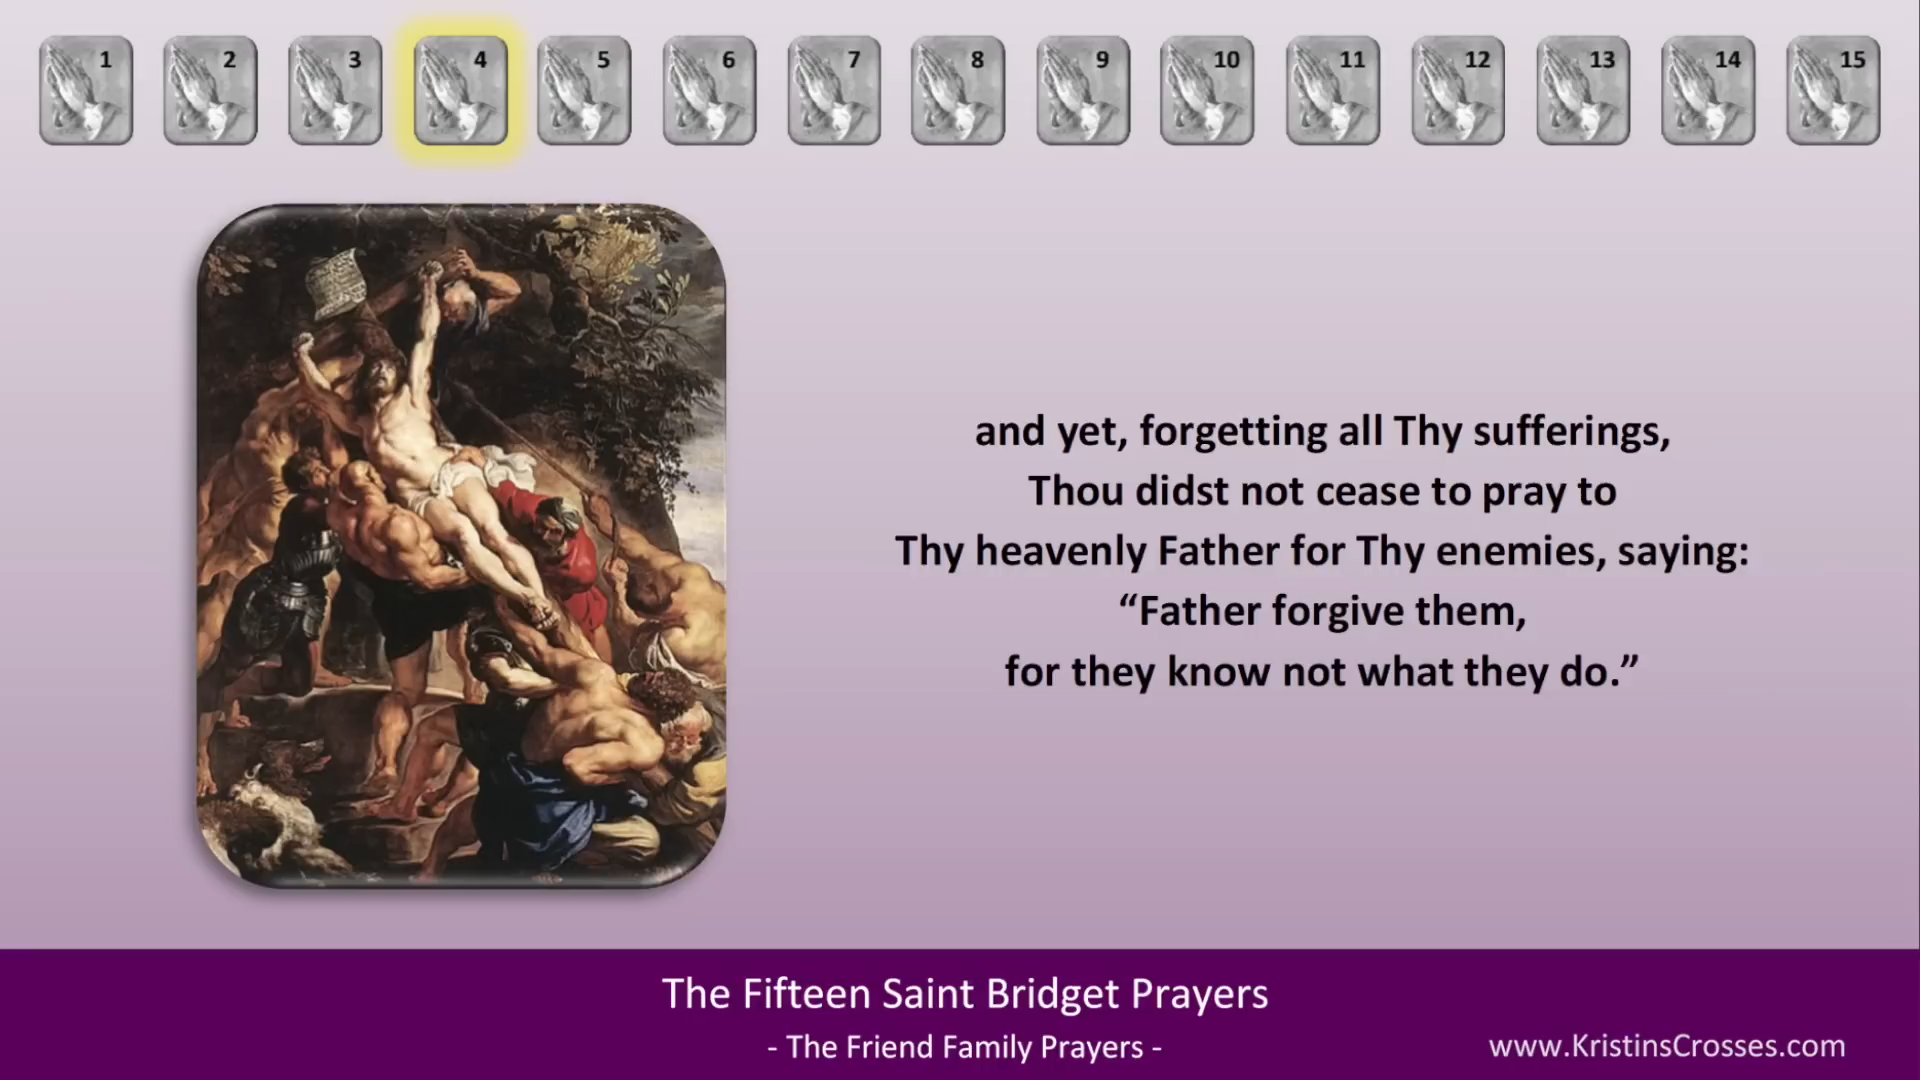 1 2 3 4 5 6 7 8 9 10 11 12 13 14 15
and yet, forgetting all Thy sufferings,
Thou didst not cease to pray to
Thy heavenly Father for Thy enemies, saying:
“Father forgive them,
for they know not what they do.”
The Fifteen Saint Bridget Prayers
- The Friend Family Prayers -
www.KristinsCrosses.com